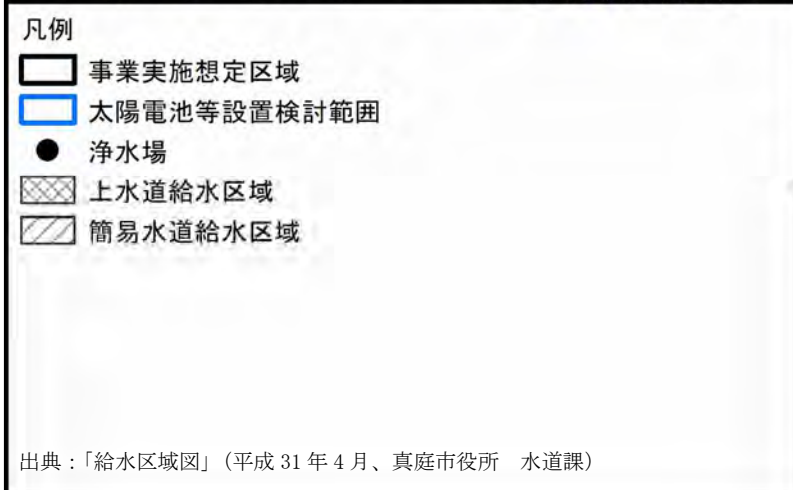 凡例
事業実施想定区域
太陽電池等設置検討範囲
浄水場
上水道給水区域
簡易水道給水区域
出典：「給水区域図」（平成 31 年 4 月、真庭市役所　水道課）